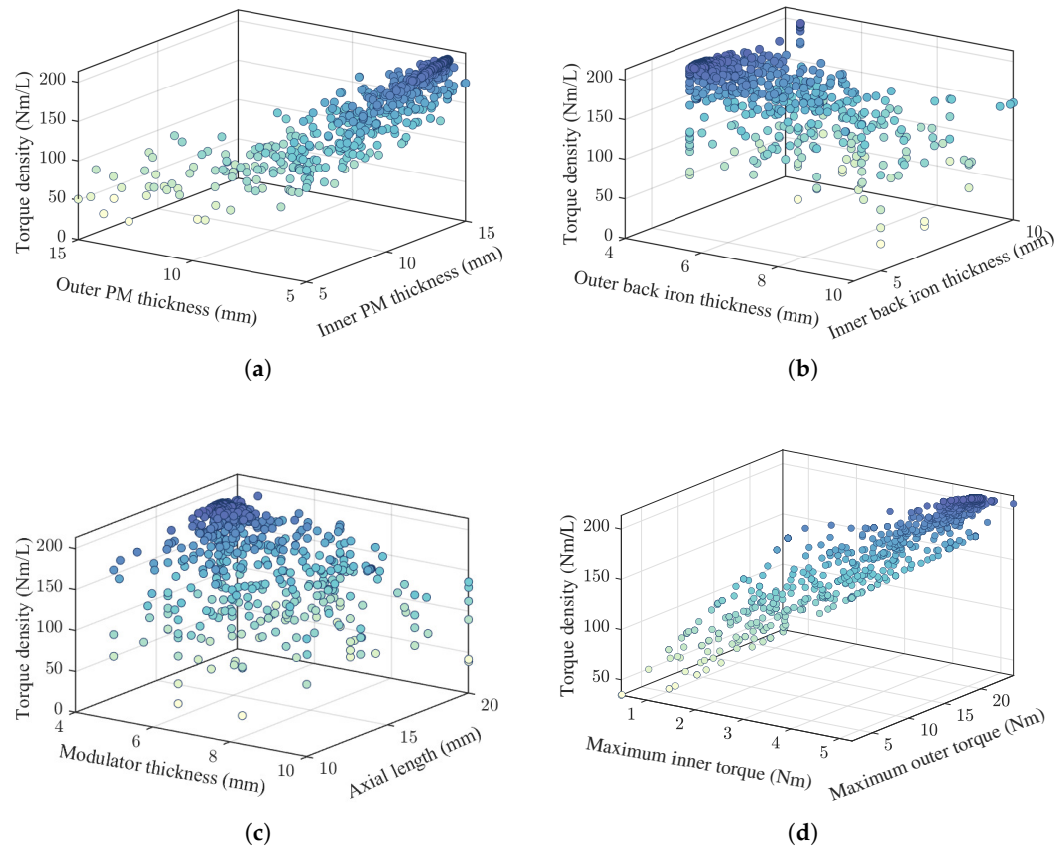 Torque density (Nm/L)
200
150
100
50
0
15
10
5
Outer PM thickness (mm)
5
10
15
Inner PM thickness (mm)
(a)
Torque density (Nm/L)
200
150
100
50
0
4
6
8
10
Outer back iron thickness (mm)
5
10
Inner back iron thickness (mm)
(b)
Torque density (Nm/L)
200
150
100
50
0
4
6
8
10
Modulator thickness (mm)
10
15
20
Axial length (mm)
(c)
Torque density (Nm/L)
200
150
100
50
1
2
3
4
5
Maximum inner torque (Nm)
5
10
15
20
Maximum outer torque (Nm)
(d)